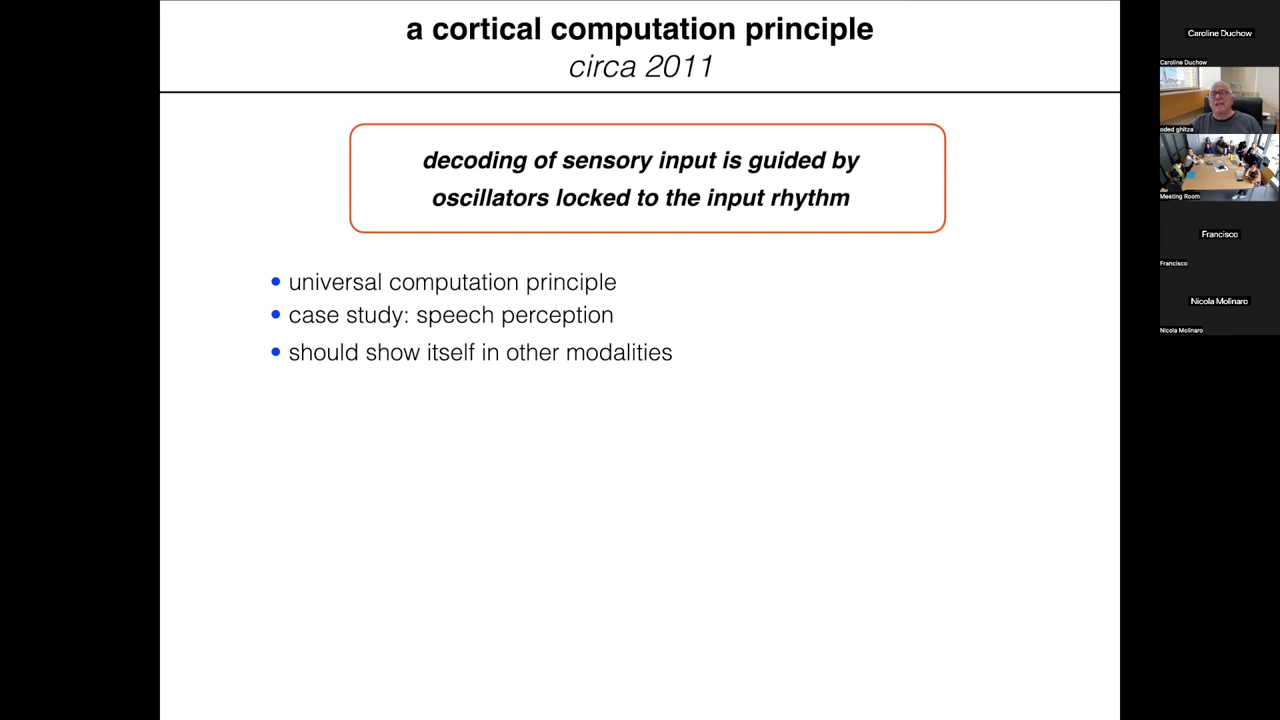 a cortical computation principle
circa 2011
decoding of sensory input is guided by
oscillators locked to the input rhythm
• universal computation principle
• case study: speech perception
• should show itself in other modalities
Caroline Duchow
Caroline Duchow
oded ghitza
Meeting Room
Francisco
Francisco
Nicola Molinaro
Nicola Molinaro